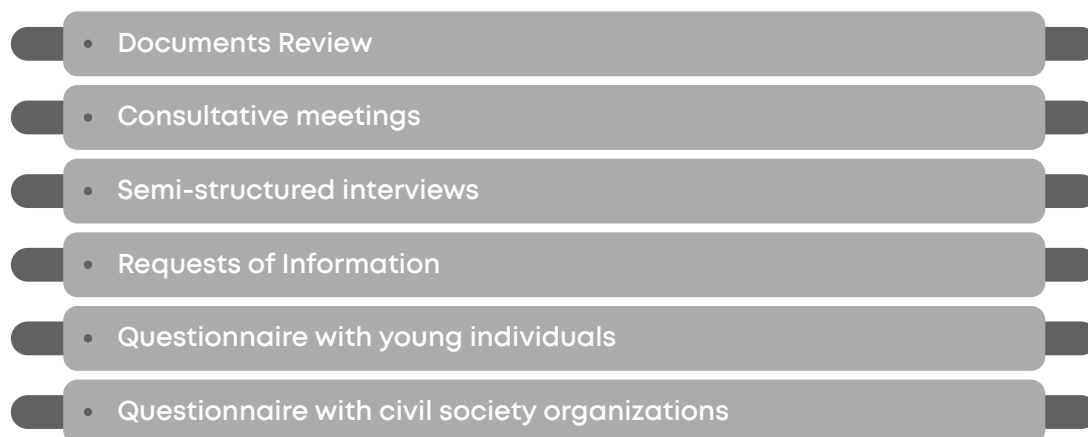 • Documents Review
• Consultative meetings
• Semi-structured interviews
• Requests of Information
• Questionnaire with young individuals
• Questionnaire with civil society organizations